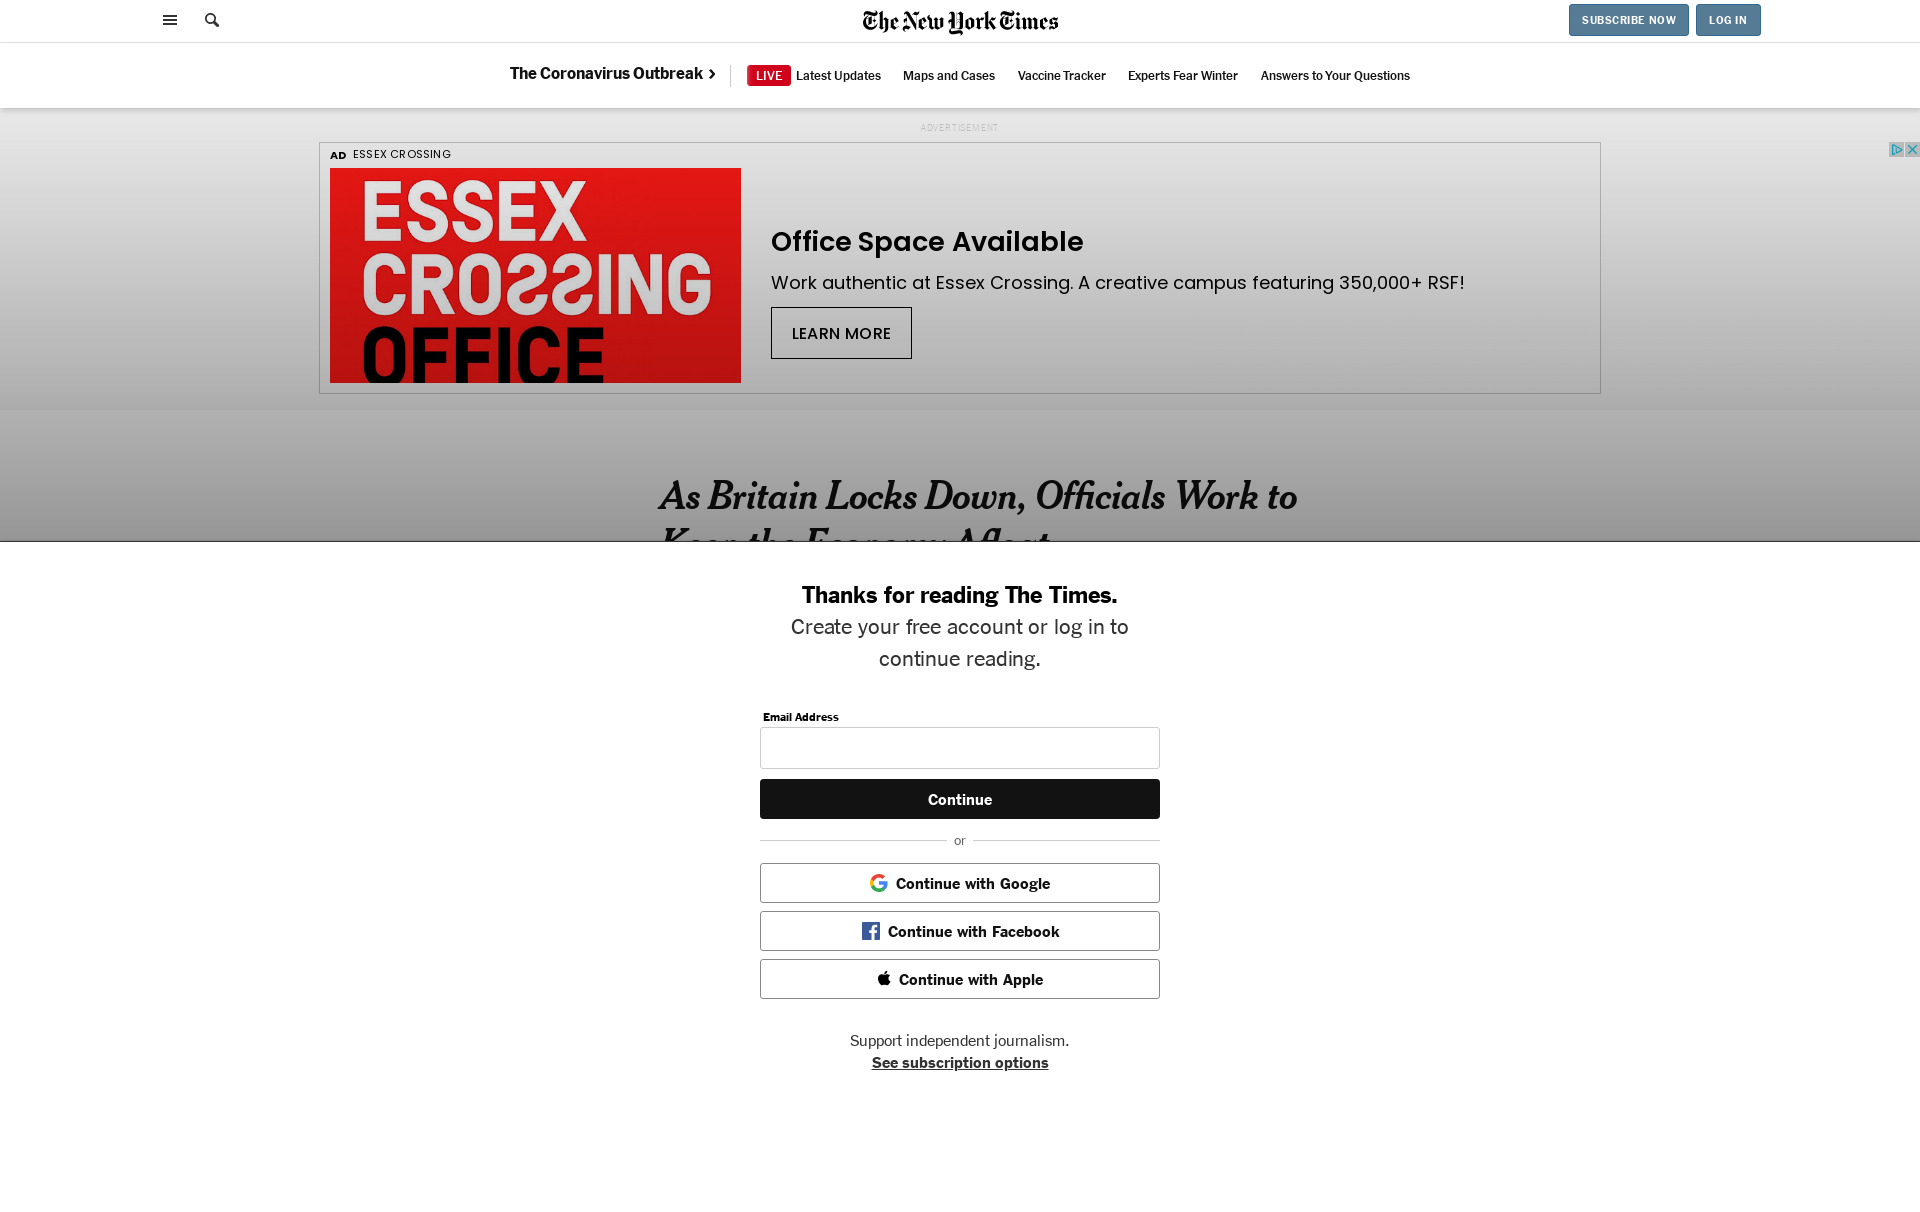 The New York Times
SUBSCRIBE NOW
LOG IN
The Coronavirus Outbreak
LIVE Latest Updates
Maps and Cases
Vaccine Tracker
Experts Fear Winter
Answers to Your Questions
ADVERTISEMENT
AD ESSEX CROSSING
ESSEX
CROSSING
OFFICE
Office Space Available
Work authentic at Essex Crossing. A creative campus featuring 350,000+ RSF!
LEARN MORE
As Britain Locks Down, Officials Work to
Keep the Economy Afloat
Thanks for reading The Times.
Create your free account or log in to
continue reading.
Email Address
Continue
or
Continue with Google
Continue with Facebook
Continue with Apple
Support independent journalism.
See subscription options